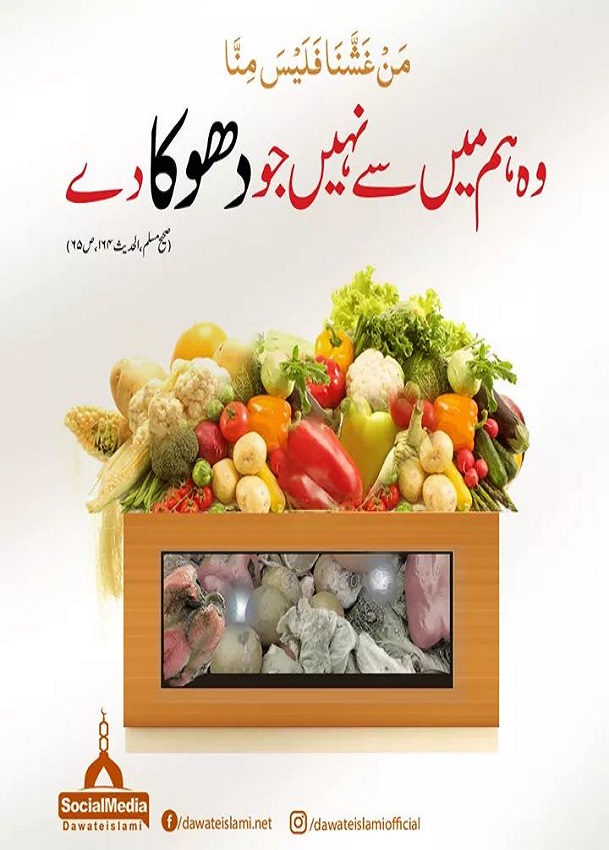 مَنْ غَشَّنَا فَلَيْسَ مِنَّا
وہ ہم میں سے نہیں جو دھوکا دے
(صحیح مسلم، الحدیث ۱۶۴، ص ۶۵)
SocialMedia
Dawateislami
/dawateislami.net
/dawateislamiofficial